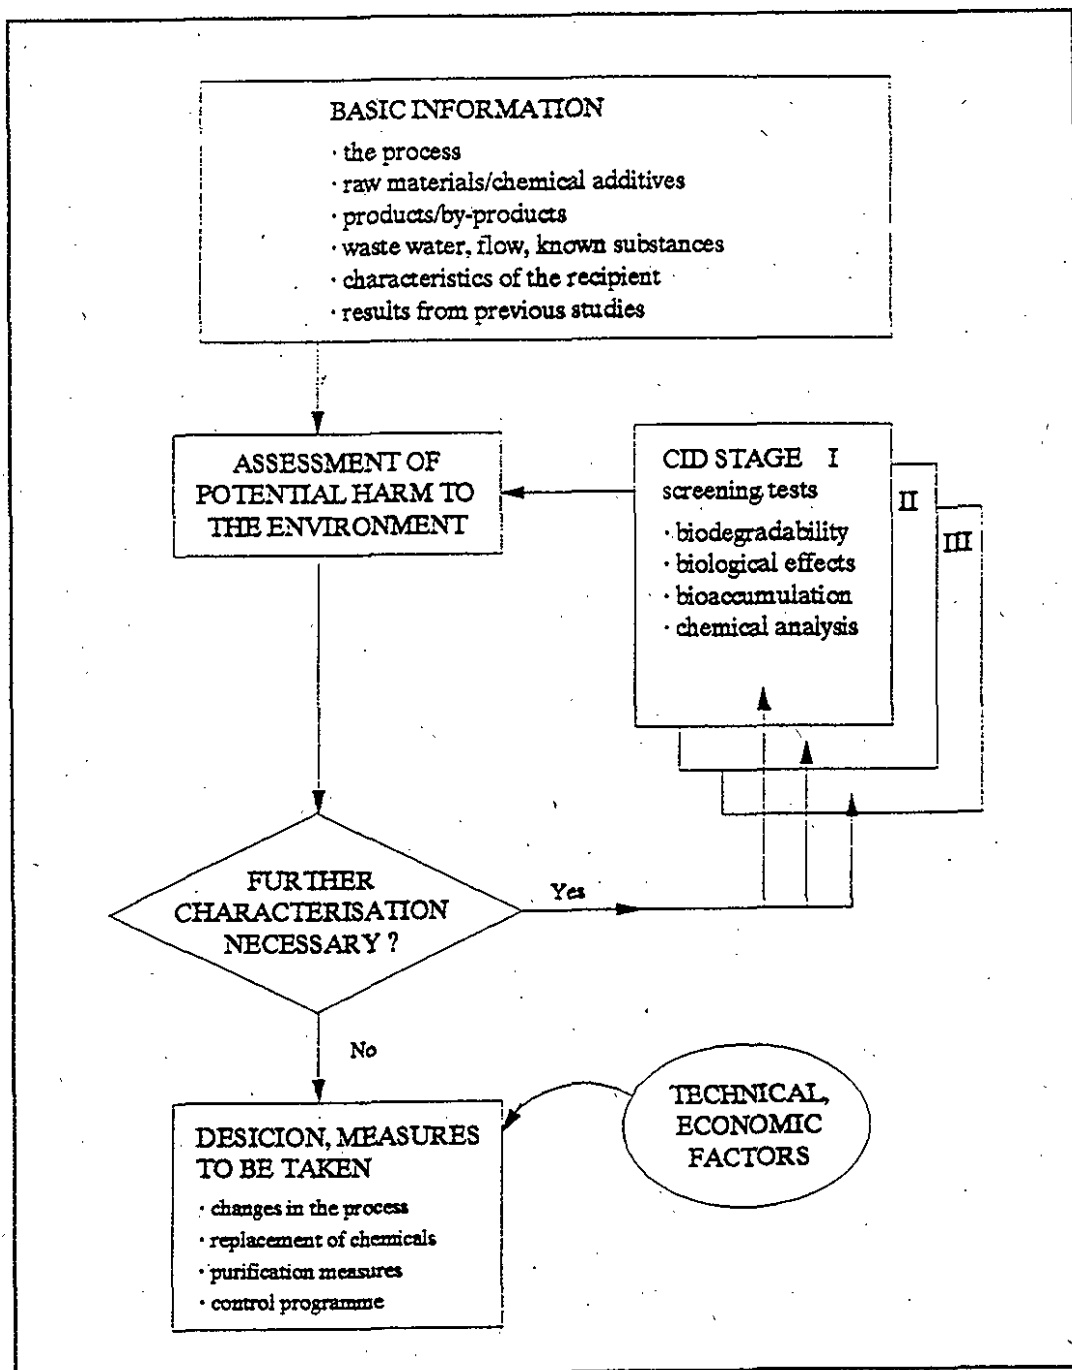 BASIC INFORMATION
· the process
· raw materials/chemical additives
· products/by-products
· waste water, flow, known substances
· characteristics of the recipient
· results from previous studies
ASSESSMENT OF
POTENTIAL HARM TO
THE ENVIRONMENT
CID STAGE I
screening tests
· biodegradability
· biological effects
· bioaccumulation
· chemical analysis
II
III
FURTHER
CHARACTERISATION
NECESSARY ?
Yes
No
DESICION, MEASURES
TO BE TAKEN
· changes in the process
· replacement of chemicals
· purification measures
· control programme
TECHNICAL,
ECONOMIC
FACTORS